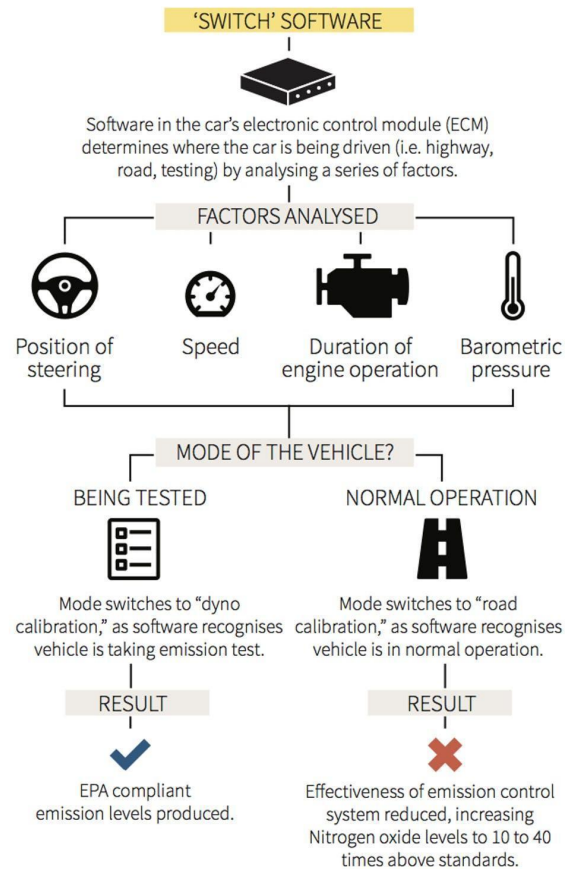 ‘SWITCH’ SOFTWARE
Software in the car’s electronic control module (ECM)
determines where the car is being driven (i.e. highway,
road, testing) by analysing a series of factors.
FACTORS ANALYSED
Position of
steering
Speed
Duration of
engine operation
Barometric
pressure
MODE OF THE VEHICLE?
BEING TESTED
Mode switches to “dyno
calibration,” as software recognises
vehicle is taking emission test.
RESULT
EPA compliant
emission levels produced.
NORMAL OPERATION
Mode switches to “road
calibration,” as software recognises
vehicle is in normal operation.
RESULT
Effectiveness of emission control
system reduced, increasing
Nitrogen oxide levels to 10 to 40
times above standards.